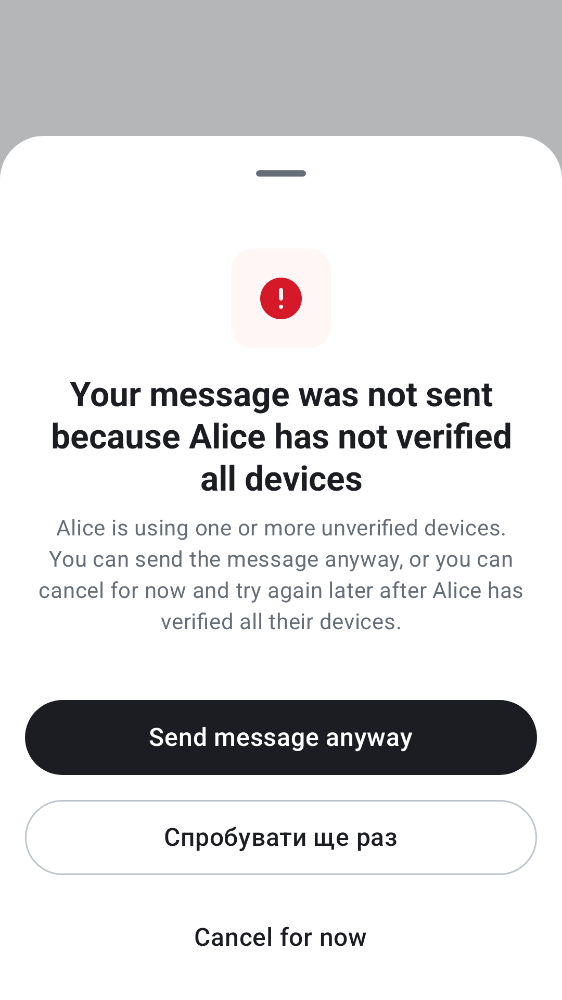 Your message was not sent
because Alice has not verified
all devices
Alice is using one or more unverified devices.
You can send the message anyway, or you can
cancel for now and try again later after Alice has
verified all their devices.
Send message anyway
Спробувати ще раз
Cancel for now